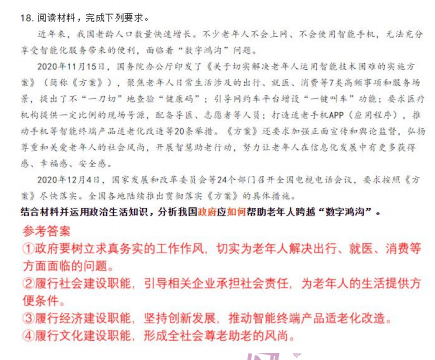 18. 阅读材料，完成下列要求。
近年来，我国老龄人口数量快速增长。不少老年人不会上网、不会使用智能手机，无法充分
享受智能化服务带来的便利，面临着“数字鸿沟”问题。
2020年11月15日，国务院办公厅印发了《关于切实解决老年人运用智能技术困难的实施方
案》（简称《方案》），聚焦老年人日常生活涉及的出行、就医、消费等7类高频事项和服务场
景，提出了不“一刀切”地查验“健康码”；引导网约车平台增设“一键叫车”功能；要求医疗
机构提供一定比例的现场号源，配备导医、志愿者等人员；打造适老手机APP（应用程序），推
动手机等智能终端产品适老化改造等20条举措。《方案》还要求加强正面宣传和舆论监督，弘扬
尊重和关爱老年人的社会风尚，开展智慧助老行动，努力让老年人在信息化发展中有更多获得
感、幸福感、安全感。
2020年12月4日，国家发展和改革委员会等24个部门召开全国电视电话会议，要求按照《方
案》尽快落实。全国各地陆续推出贯彻落实《方案》的具体措施。
结合材料并运用政治生活知识，分析我国政府应如何帮助老年人跨越“数字鸿沟”。
参考答案
①政府要树立求真务实的工作作风，切实为老年人解决出行、就医、消费等
方面面临的问题。
②履行社会建设职能，引导相关企业承担社会责任，为老年人的生活提供方
便条件。
③履行经济建设职能，坚持创新发展，推动智能终端产品适老化改造。
④履行文化建设职能，形成全社会尊老助老的风尚。